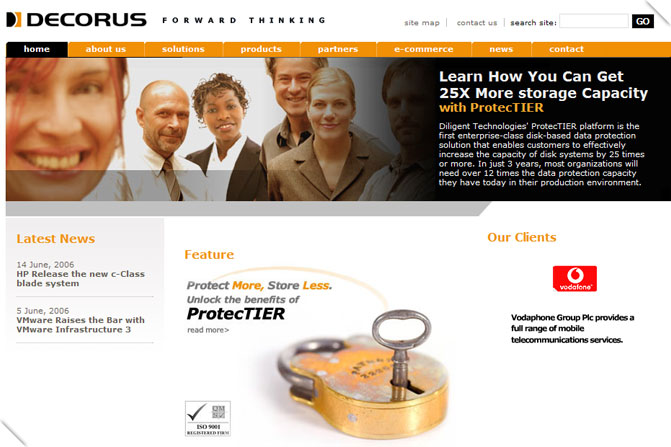 DECORUS FORWARD THINKING
site map | contact us | search site: GO
home about us solutions products partners e-commerce news contact
Learn How You Can Get
25X More storage Capacity
with ProtecTIER
Diligent Technologies' ProtecTIER platform is the
first enterprise-class disk-based data protection
solution that enables customers to effectively
increase the capacity of disk systems by 25 times
or more. In just 3 years, most organizations will
need over 12 times the data protection capacity
they have today in their production environment.
Latest News
14 June, 2006
HP Release the new c-Class
blade system
5 June, 2006
VMware Raises the Bar with
VMware Infrastructure 3
Feature
Protect More, Store Less.
Unlock the benefits of
ProtecTIER
read more>
ISO 9001
REGISTERED FIRM
Our Clients
vodafone
Vodaphone Group Plc provides a
full range of mobile
telecommunications services.